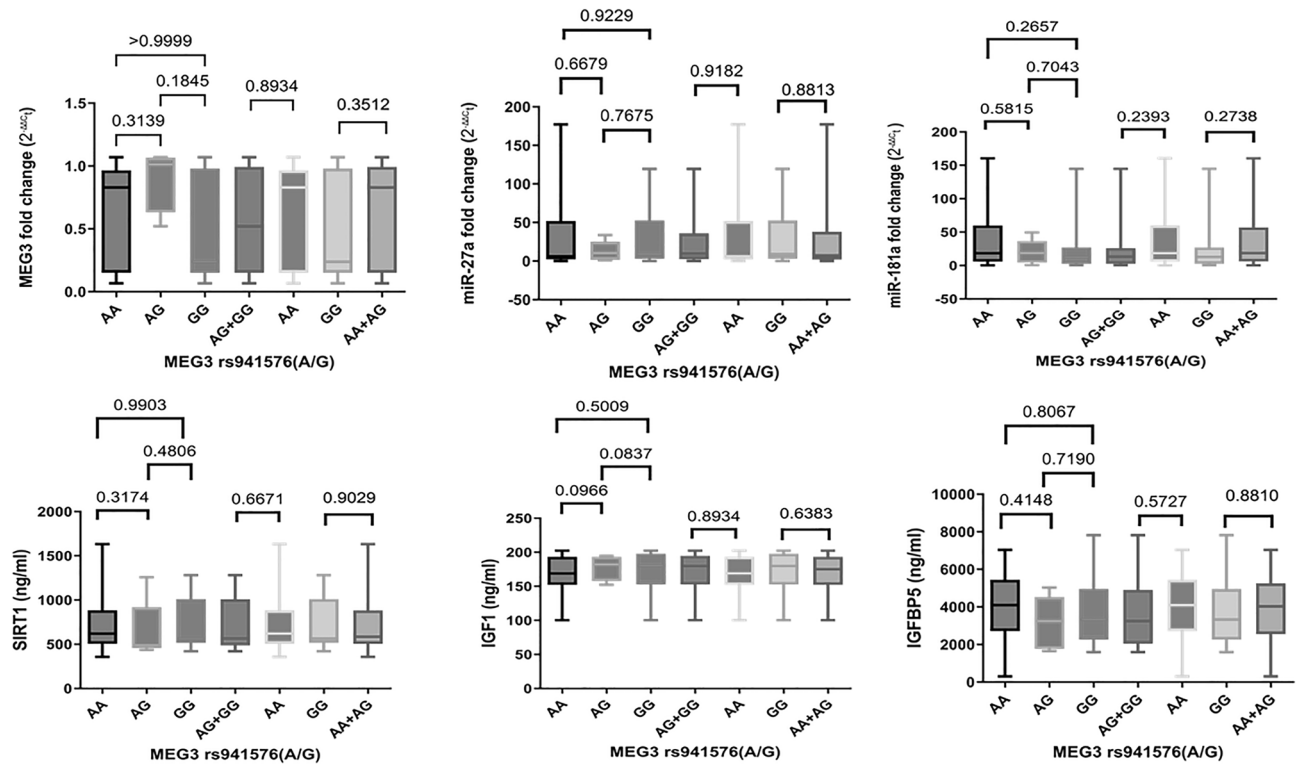 >0.9999
0.1845
0.8934
0.3139
0.3512
MEG3 fold change (2-ΔΔCt)
1.5
1.0
0.5
0.0
AA
AG
GG
AG+GG
AA
GG
AA+AG
MEG3 rs941576(A/G)
0.9229
0.6679
0.9182
0.8813
0.7675
miR-27a fold change (2-ΔΔCt)
200
150
100
50
0
-50
AA
AG
GG
AG+GG
AA
GG
AA+AG
MEG3 rs941576(A/G)
0.2657
0.7043
0.5815
0.2393
0.2738
miR-181a fold change (2-ΔΔCt)
200
150
100
50
0
-50
AA
AG
GG
AG+GG
AA
GG
AA+AG
MEG3 rs941576(A/G)
0.9903
0.4806
0.3174
0.6671
0.9029
SIRT1 (ng/ml)
2000
1500
1000
500
0
AA
AG
GG
AG+GG
AA
GG
AA+AG
MEG3 rs941576(A/G)
0.5009
0.0837
0.0966
0.8934
0.6383
IGF1 (ng/ml)
250
200
150
100
50
0
AA
AG
GG
AG+GG
AA
GG
AA+AG
MEG3 rs941576(A/G)
0.8067
0.7190
0.4148
0.5727
0.8810
IGFBP5 (ng/ml)
10000
8000
6000
4000
2000
0
AA
AG
GG
AG+GG
AA
GG
AA+AG
MEG3 rs941576(A/G)